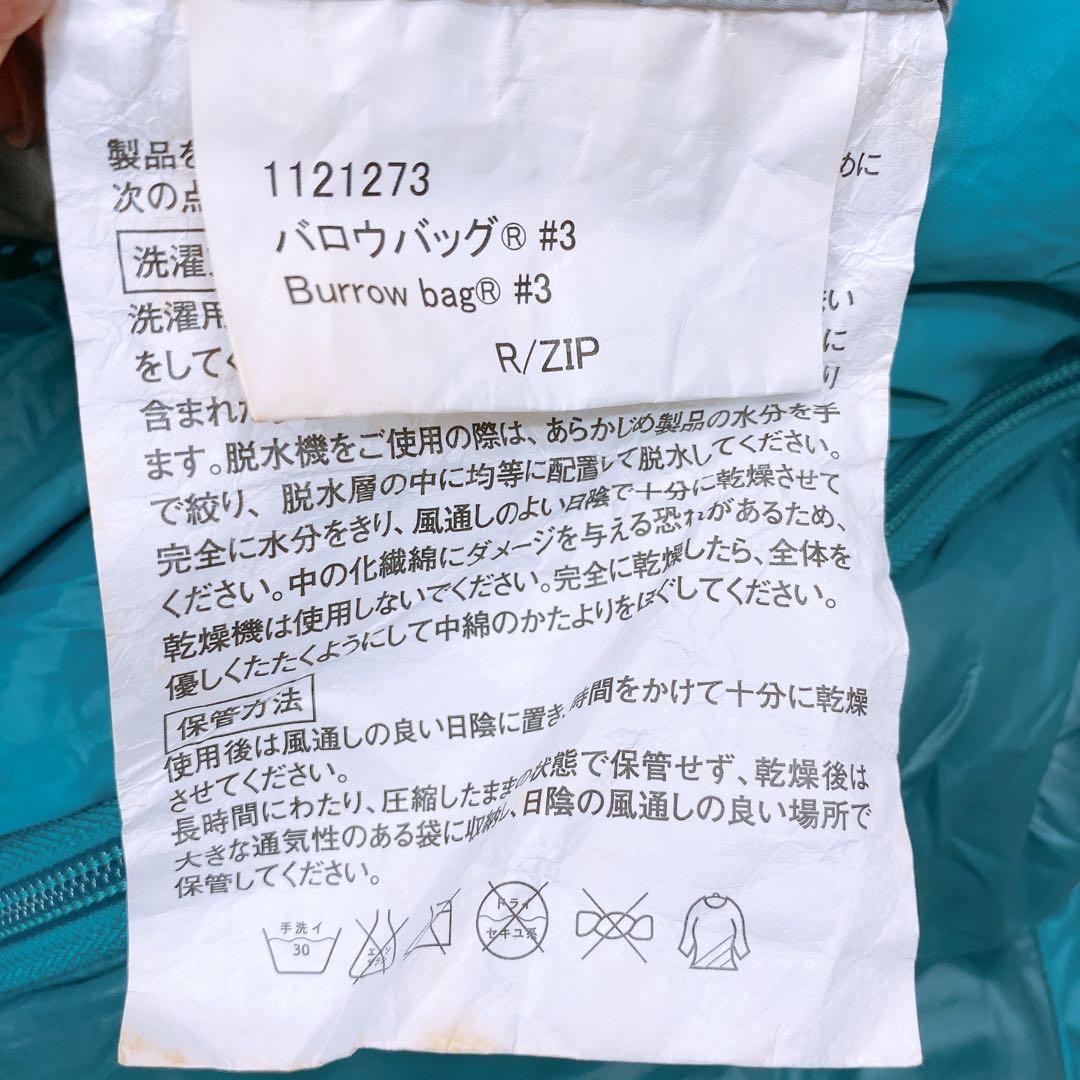 1121273
バロウバッグ® #3
Burrow bag® #3
R/ZIP
製品を
めに
次の点
洗濯
洗濯用
い
をしてく
に
含まれ
り
ます。脱水機をご使用の際は、あらかじめ製品の水分を手
で絞り、脱水層の中に均等に配置して脱水してください。
完全に水分をきり、風通しのよい日陰で十分に乾燥させて
ください。中の化繊綿にダメージを与える恐れがあるため、
乾燥機は使用しないでください。完全に乾燥したら、全体を
優しくたたくようにして中綿のかたよりをほぐしてください。
保管方法
使用後は風通しの良い日陰に置き、時間をかけて十分に乾燥
させてください。
長時間にわたり、圧縮したままの状態で保管せず、乾燥後は
大きな通気性のある袋に収納し、日陰の風通しの良い場所で
保管してください。
手洗イ
30
エンソ
サラシ
ドライ
セキユ系